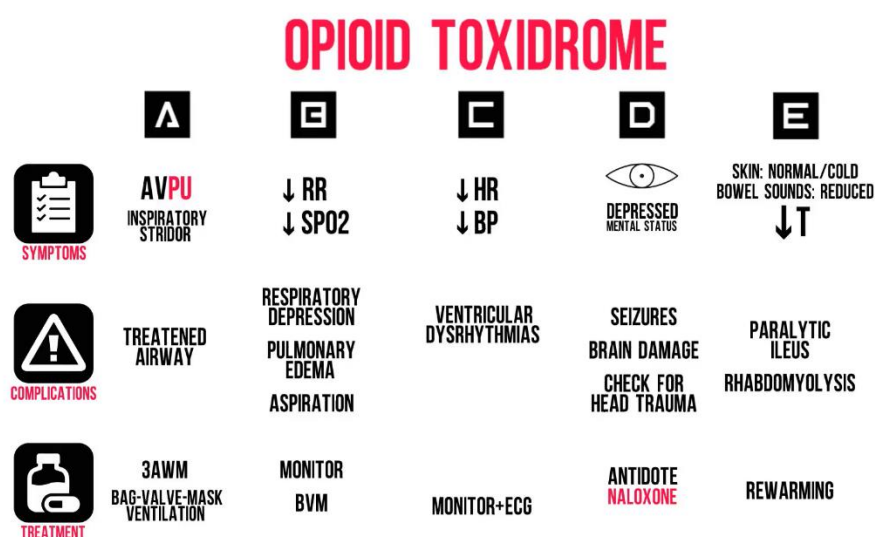 OPIOID TOXIDROME
A B C D E
SYMPTOMS
AVPU
INSPIRATORY
STRIDOR
↓ RR
↓ SPO2
↓ HR
↓ BP
DEPRESSED
MENTAL STATUS
SKIN: NORMAL/COLD
BOWEL SOUNDS: REDUCED
↓T
COMPLICATIONS
TREATENED
AIRWAY
RESPIRATORY
DEPRESSION
PULMONARY
EDEMA
ASPIRATION
VENTRICULAR
DYSRHYTHMIAS
SEIZURES
BRAIN DAMAGE
CHECK FOR
HEAD TRAUMA
PARALYTIC
ILEUS
RHABDOMYOLYSIS
TREATMENT
3AWM
BAG-VALVE-MASK
VENTILATION
MONITOR
BVM
MONITOR+ECG
ANTIDOTE
NALOXONE
REWARMING